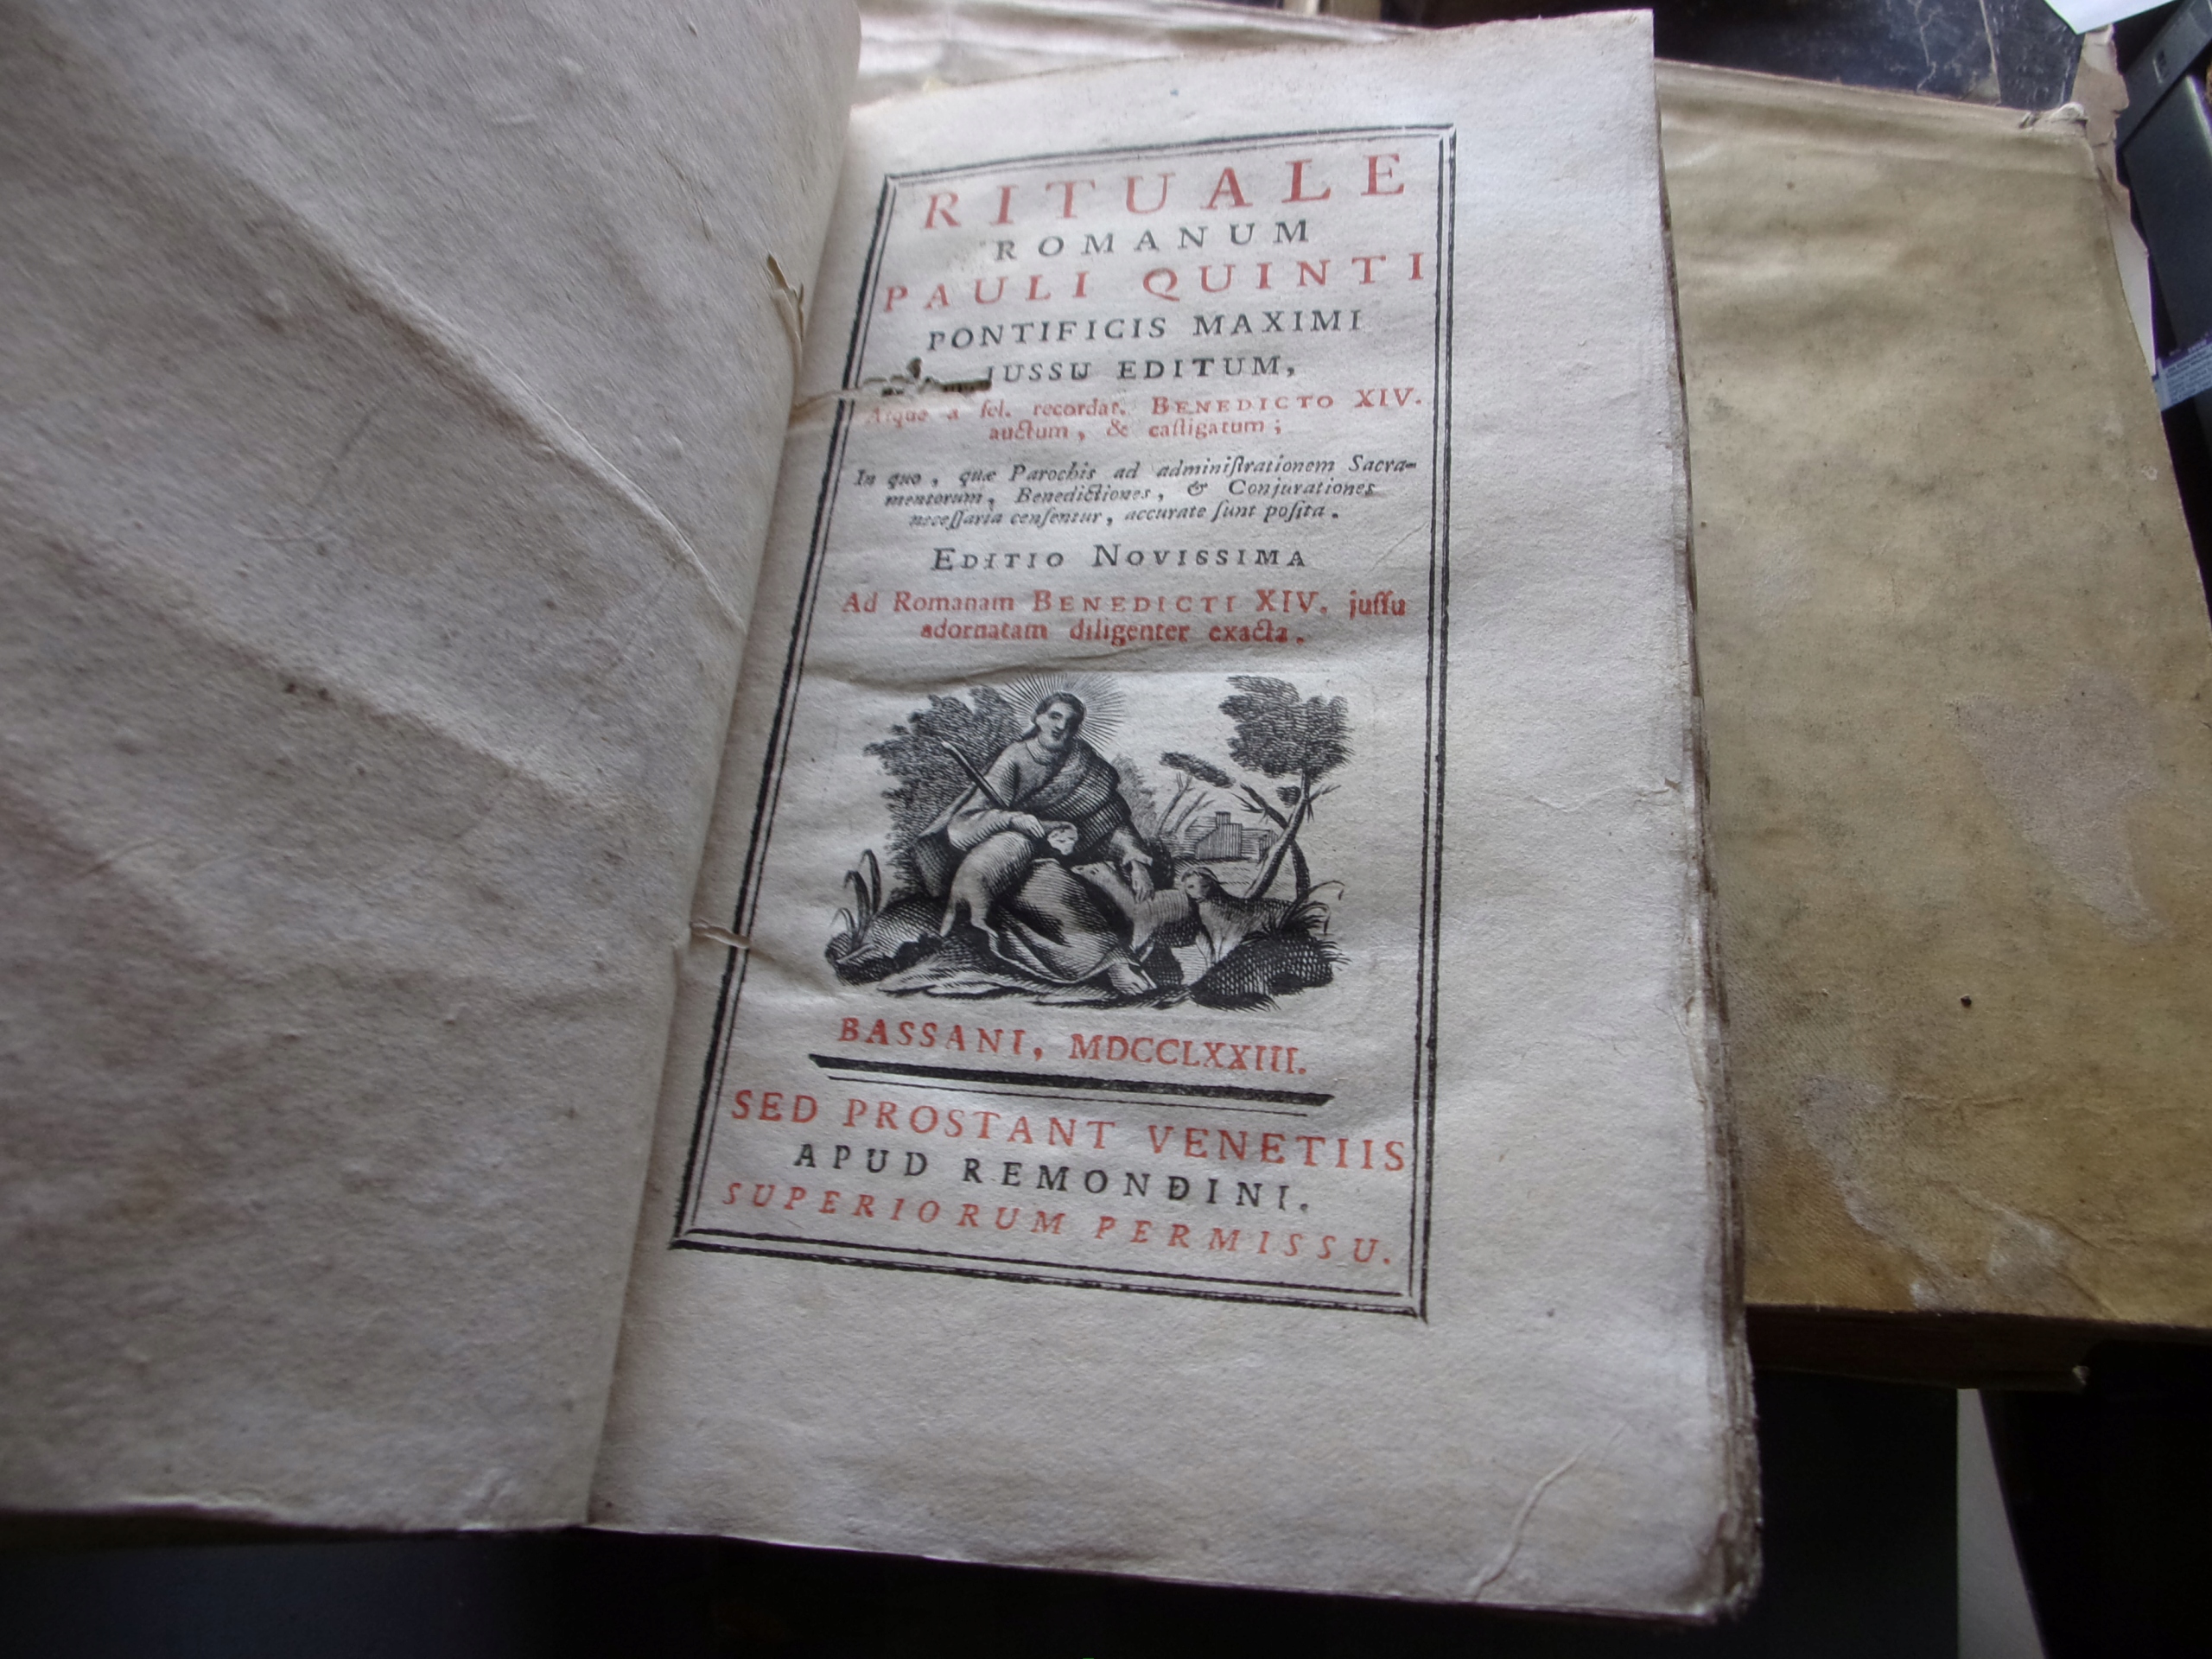 RITUALE
ROMANUM
PAULI QUINTI
PONTIFICIS MAXIMI
JUSSU EDITUM,
Atque a fel. recordat. BENEDICTO XIV.
auctum, & caſtigatum;
In quo, quæ Parochis ad adminiſtrationem Sacra-
mentorum, Benedictiones, & Conjurationes
neceſſaria cenſentur, accurate ſunt poſita.
EDITIO NOVISSIMA
Ad Romanam BENEDICTI XIV. juſſu
adornatam diligenter exacta.
BASSANI, MDCCLXXIII.
SED PROSTANT VENETIIS
APUD REMONDINI.
SUPERIORUM PERMISSU.